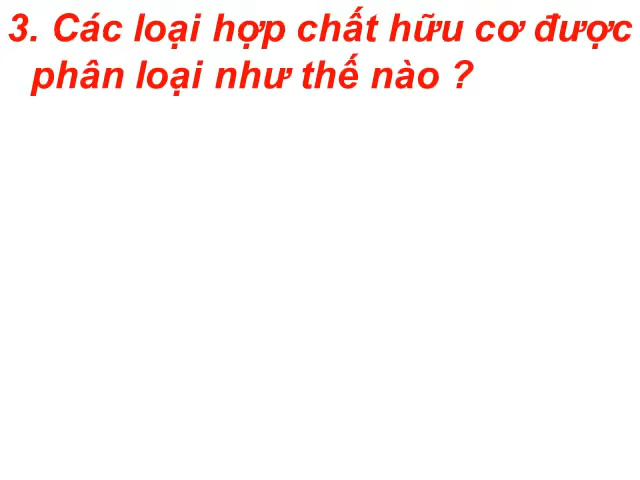 3. Các loại hợp chất hữu cơ được
phân loại như thế nào ?